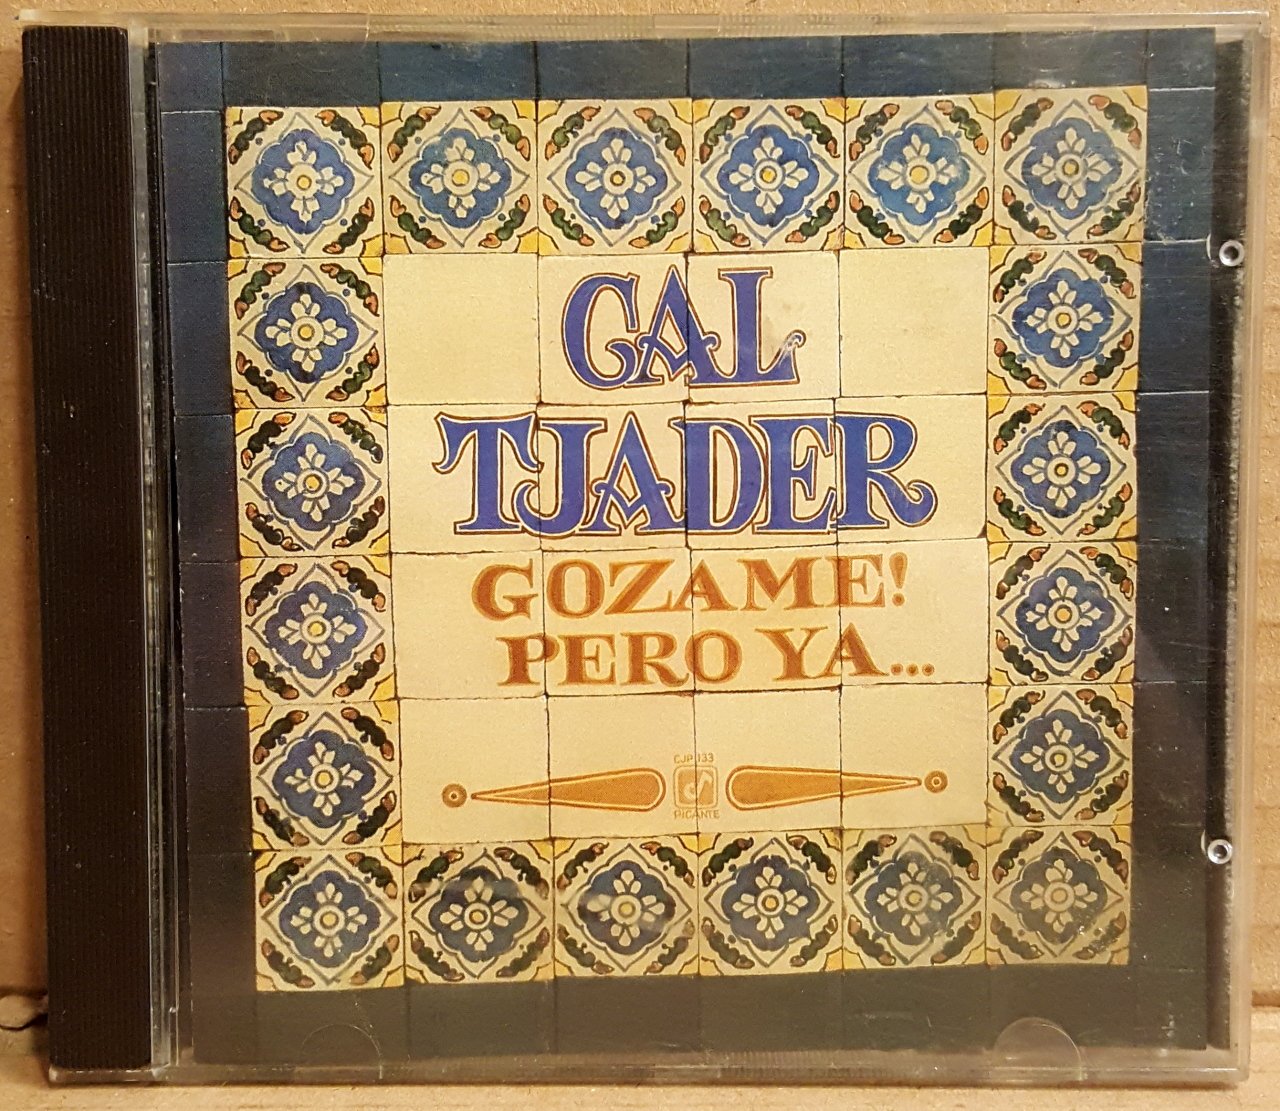 CAL
TJADER
GOZAME!
PERO YA...
CJP 133
PICANTE